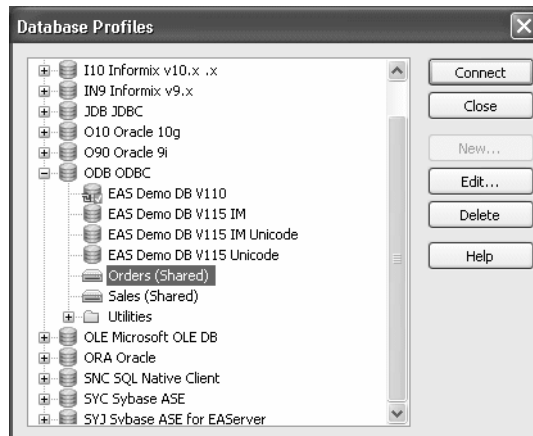 Database Profiles
I10 Informix v10.x .x
IN9 Informix v9.x
JDB JDBC
O10 Oracle 10g
O90 Oracle 9i
ODB ODBC
EAS Demo DB V110
EAS Demo DB V115 IM
EAS Demo DB V115 IM Unicode
EAS Demo DB V115 Unicode
Orders (Shared)
Sales (Shared)
Utilities
OLE Microsoft OLE DB
ORA Oracle
SNC SQL Native Client
SYC Sybase ASE
SYJ Sybase ASE for EAServer
Connect
Close
New...
Edit...
Delete
Help